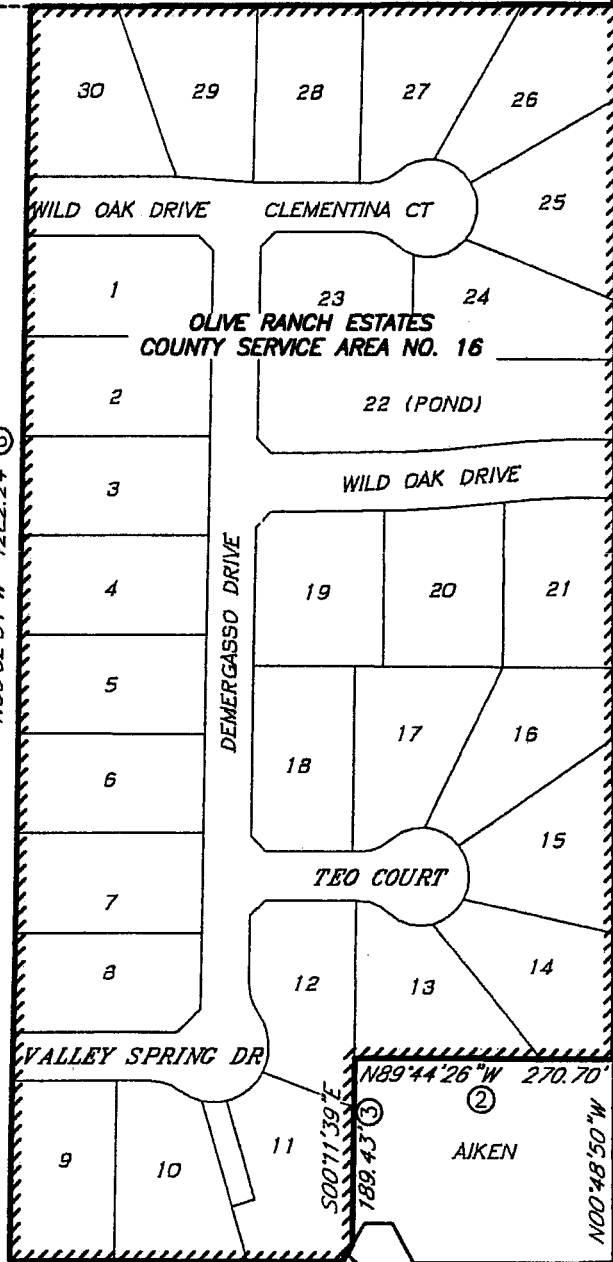 30
29
28
27
26
25
WILD OAK DRIVE
CLEMENTINA CT
1
23
24
OLIVE RANCH ESTATES
COUNTY SERVICE AREA NO. 16
2
22 (POND)
3
WILD OAK DRIVE
4
19
20
21
DEMERGASSO DRIVE
5
6
18
17
16
15
7
TEO COURT
8
12
13
14
VALLEY SPRING DR
9
10
11
S00°11'39"E
189.43' ③
N89°44'26"W 270.70'
②
AIKEN
N00°48'50"W